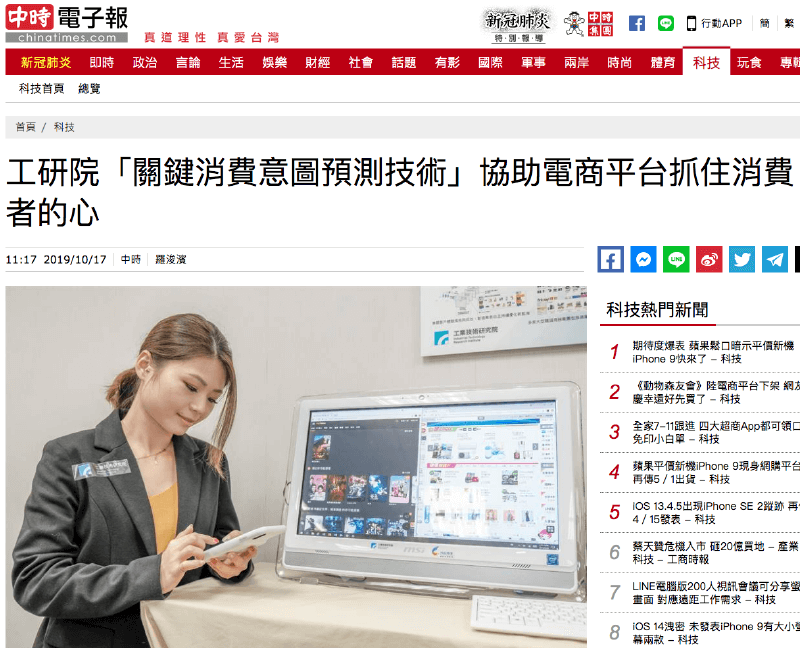 中時 電子報
chinatimes.com 真道理性 真愛台灣
新冠肺炎
特別報導
中時
集團
行動APP
簡
繁
新冠肺炎 即時 政治 言論 生活 娛樂 財經 社會 話題 有影 國際 軍事 兩岸 時尚 體育 科技 玩食 專輯
科技首頁 總覽
首頁 / 科技
工研院「關鍵消費意圖預測技術」協助電商平台抓住消費
者的心
11:17 2019/10/17 中時 羅浚濱
LINE
工業技術研究院
科技熱門新聞
1 期待度爆表 蘋果鬆口暗示平價新機
iPhone 9快來了 – 科技
2 《動物森友會》陸電商平台下架 網友
慶幸還好先買了 – 科技
3 全家7-11跟進 四大超商App都可領口
免印小白單 – 科技
4 蘋果平價新機iPhone 9現身網購平台
再傳5 / 1出貨 – 科技
5 iOS 13.4.5出現iPhone SE 2蹤跡 再
4 / 15發表 – 科技
6 蔡天贊危機入市 砸20億買地 – 產業
科技 – 工商時報
7 LINE電腦版200人視訊會議可分享螢
畫面 對應遠距工作需求 – 科技
8 iOS 14洩密 未發表iPhone 9有大小螢
幕兩款 – 科技